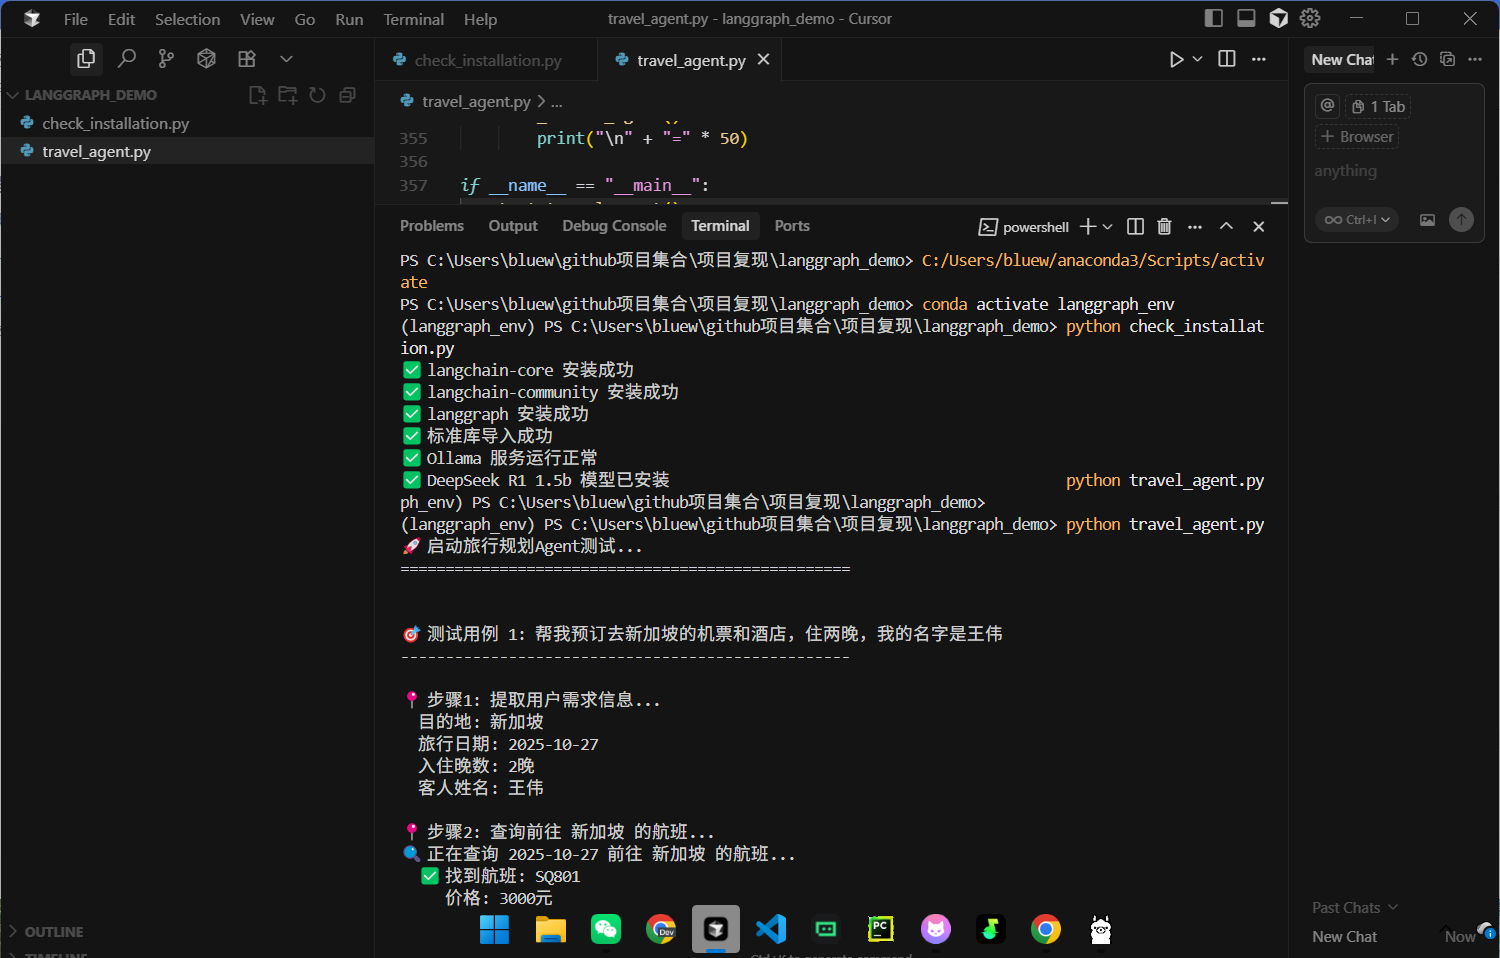 File Edit Selection View Go Run Terminal Help
travel_agent.py - langgraph_demo - Cursor
LANGGRAPH_DEMO
check_installation.py
travel_agent.py
OUTLINE
check_installation.py
travel_agent.py
travel_agent.py > ...
355 print("\n" + "=" * 50)
356
357 if __name__ == "__main__":
Problems Output Debug Console Terminal Ports
powershell
PS C:\Users\bluew\github项目集合\项目复现\langgraph_demo> C:/Users/bluew/anaconda3/Scripts/activ
ate
PS C:\Users\bluew\github项目集合\项目复现\langgraph_demo> conda activate langgraph_env
(langgraph_env) PS C:\Users\bluew\github项目集合\项目复现\langgraph_demo> python check_installat
ion.py
✅ langchain-core 安装成功
✅ langchain-community 安装成功
✅ langgraph 安装成功
✅ 标准库导入成功
✅ Ollama 服务运行正常
✅ DeepSeek R1 1.5b 模型已安装 python travel_agent.py
ph_env) PS C:\Users\bluew\github项目集合\项目复现\langgraph_demo>
(langgraph_env) PS C:\Users\bluew\github项目集合\项目复现\langgraph_demo> python travel_agent.py
🚀 启动旅行规划Agent测试...
==================================================
🎯 测试用例 1: 帮我预订去新加坡的机票和酒店，住两晚，我的名字是王伟
--------------------------------------------------
📍 步骤1: 提取用户需求信息...
目的地: 新加坡
旅行日期: 2025-10-27
入住晚数: 2晚
客人姓名: 王伟
📍 步骤2: 查询前往 新加坡 的航班...
🔍 正在查询 2025-10-27 前往 新加坡 的航班...
✅ 找到航班: SQ801
价格: 3000元
New Chat
@ 1 Tab
+ Browser
anything
∞ Ctrl+I
Past Chats
New Chat Now
Dev
PC